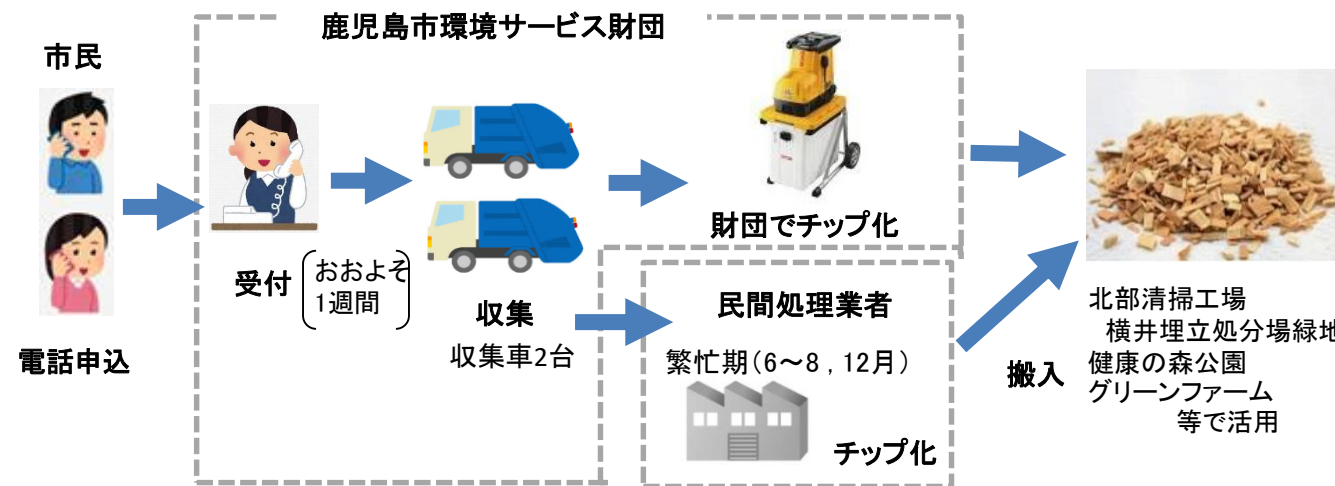 鹿児島市環境サービス財団
市民
電話申込
受付
おおよそ
1週間
収集
収集車2台
財団でチップ化
民間処理業者
繁忙期(6～8，12月)
チップ化
搬入
北部清掃工場
横井埋立処分場緑地
健康の森公園
グリーンファーム
等で活用